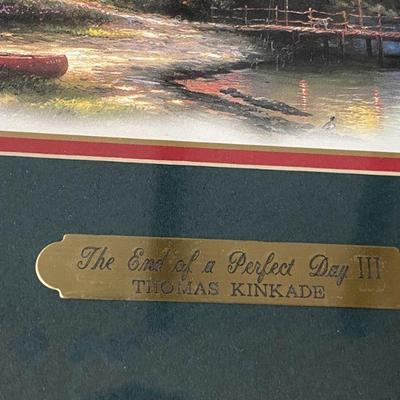 The End of a Perfect Day III
THOMAS KINKADE